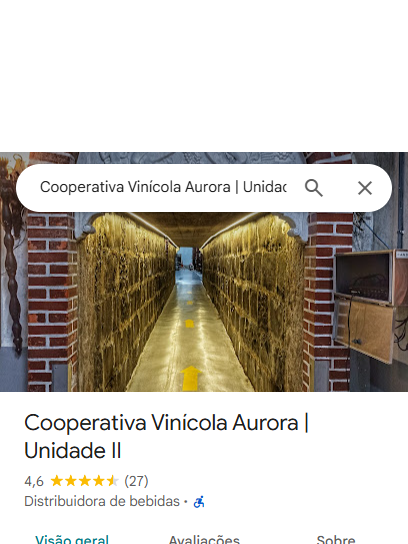 Cooperativa Vinícola Aurora | Unidac
Cooperativa Vinícola Aurora |
Unidade II
4,6 (27)
Distribuidora de bebidas ·
Visão geral Avaliações Sobre